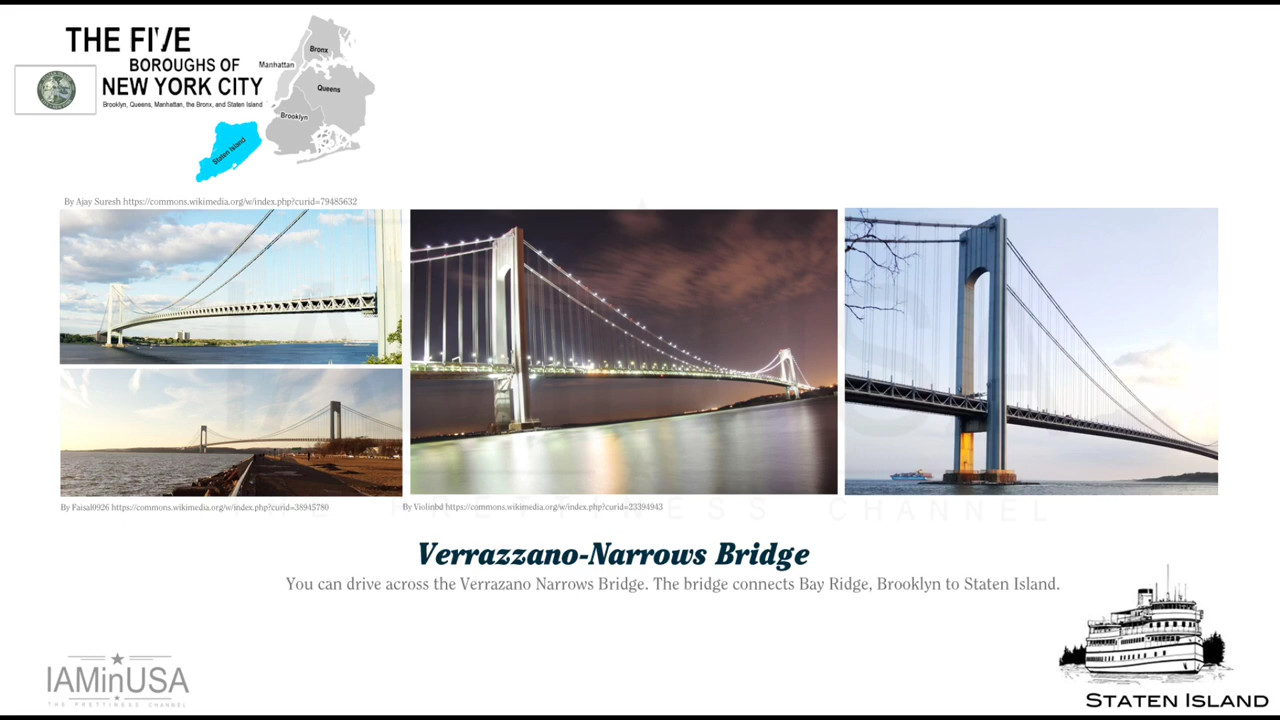 THE FIVE
BOROUGHS OF
NEW YORK CITY
Brooklyn, Queens, Manhattan, the Bronx, and Staten Island
Bronx
Manhattan
Queens
Brooklyn
Staten Island
By Ajay Suresh https://commons.wikimedia.org/w/index.php?curid=79485632
By Faisal0926 https://commons.wikimedia.org/w/index.php?curid=38945780
By Violinbd https://commons.wikimedia.org/w/index.php?curid=23394943
Verrazzano-Narrows Bridge
You can drive across the Verrazano Narrows Bridge. The bridge connects Bay Ridge, Brooklyn to Staten Island.
IAMinUSA
THE PRETTINESS CHANNEL
STATEN ISLAND